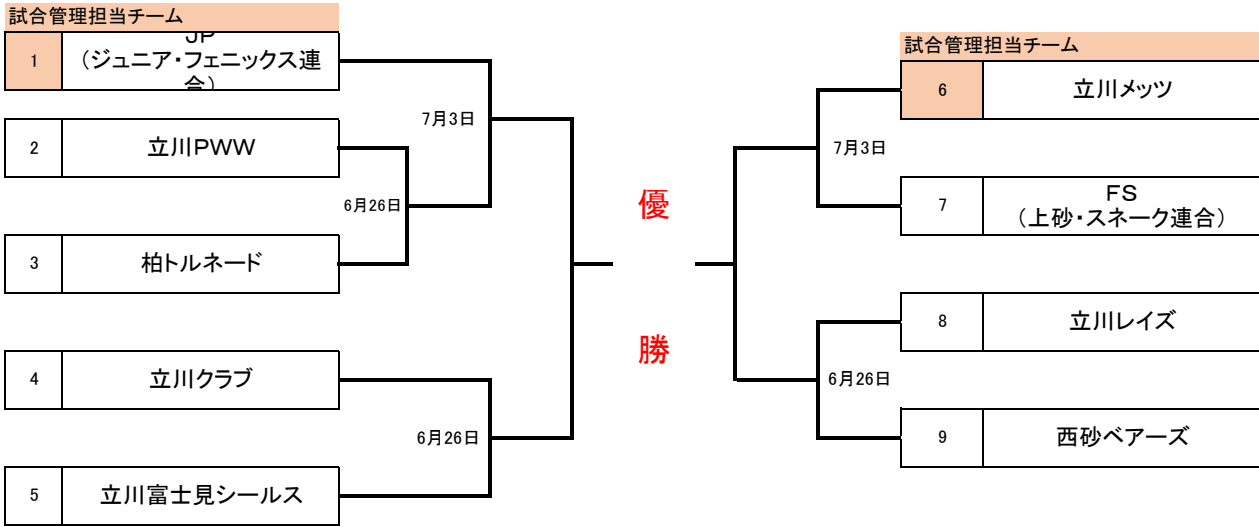 試合管理担当チーム
1
JP
(ジュニア・フェニックス連
合)
2
立川PWW
3
柏トルネード
4
立川クラブ
5
立川富士見シールス
7月3日
6月26日
6月26日
優
勝
試合管理担当チーム
6
立川メッツ
7
FS
(上砂・スネーク連合)
8
立川レイズ
9
西砂ベアーズ
7月3日
6月26日